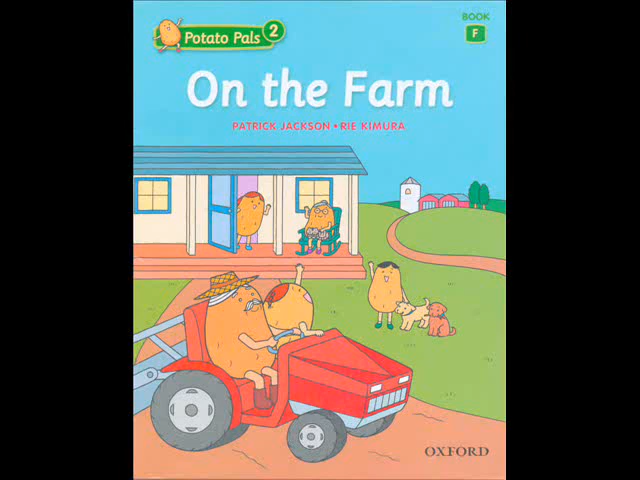 Potato Pals 2
BOOK
F
On the Farm
PATRICK JACKSON • RIE KIMURA
OXFORD